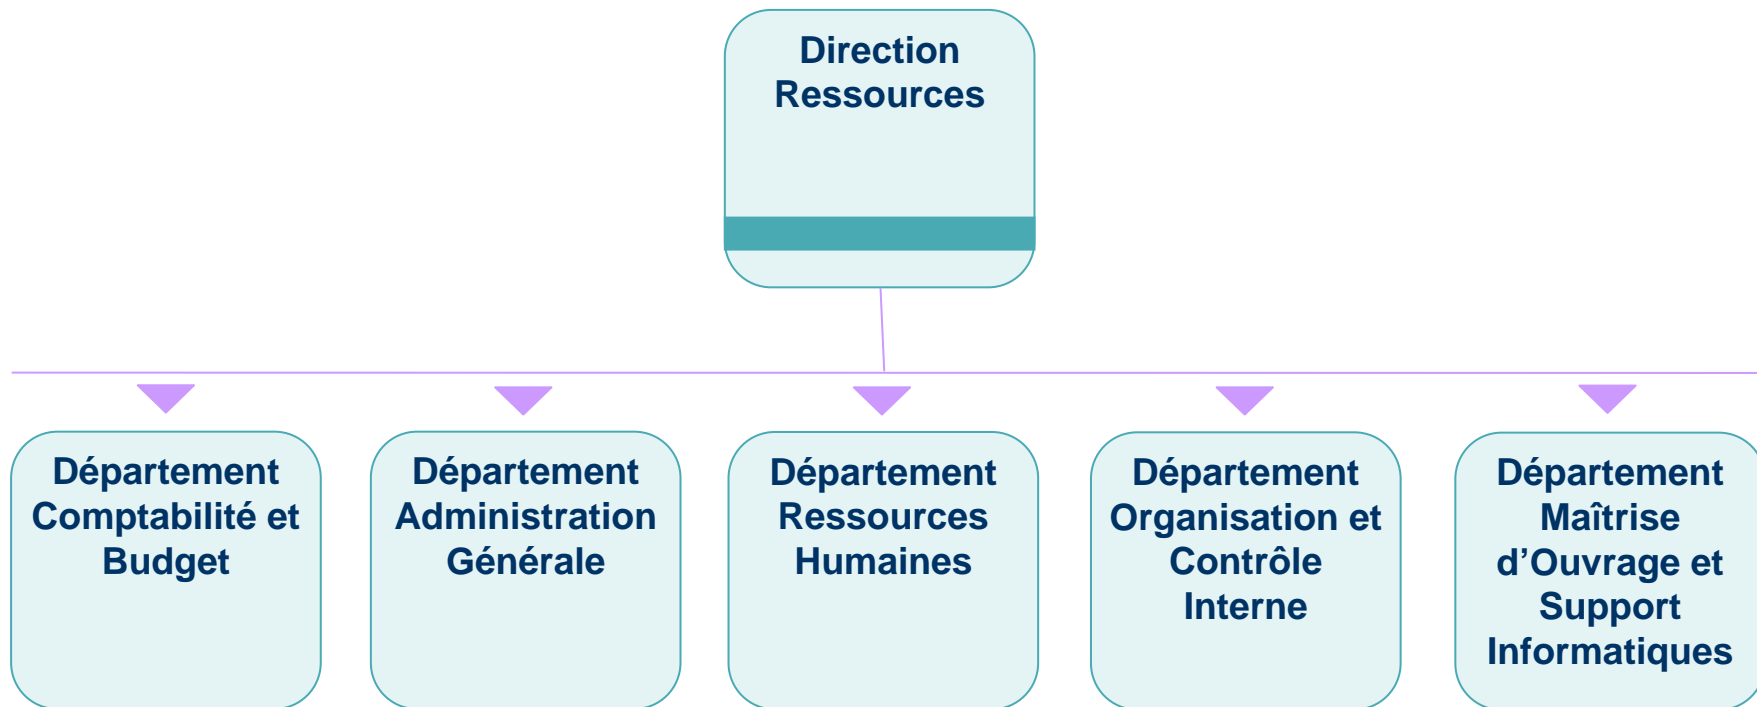 Direction
Ressources
Département
Comptabilité et
Budget
Département
Administration
Générale
Département
Ressources
Humaines
Département
Organisation et
Contrôle
Interne
Département
Maîtrise
d’Ouvrage et
Support
Informatiques